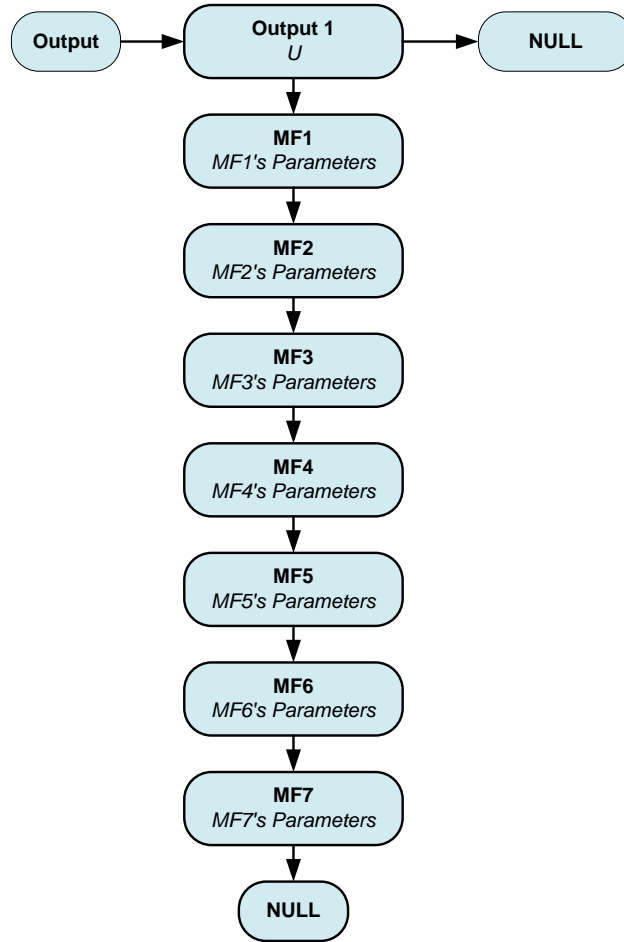 Output
Output 1
U
NULL
MF1
MF1's Parameters
MF2
MF2's Parameters
MF3
MF3's Parameters
MF4
MF4's Parameters
MF5
MF5's Parameters
MF6
MF6's Parameters
MF7
MF7's Parameters
NULL